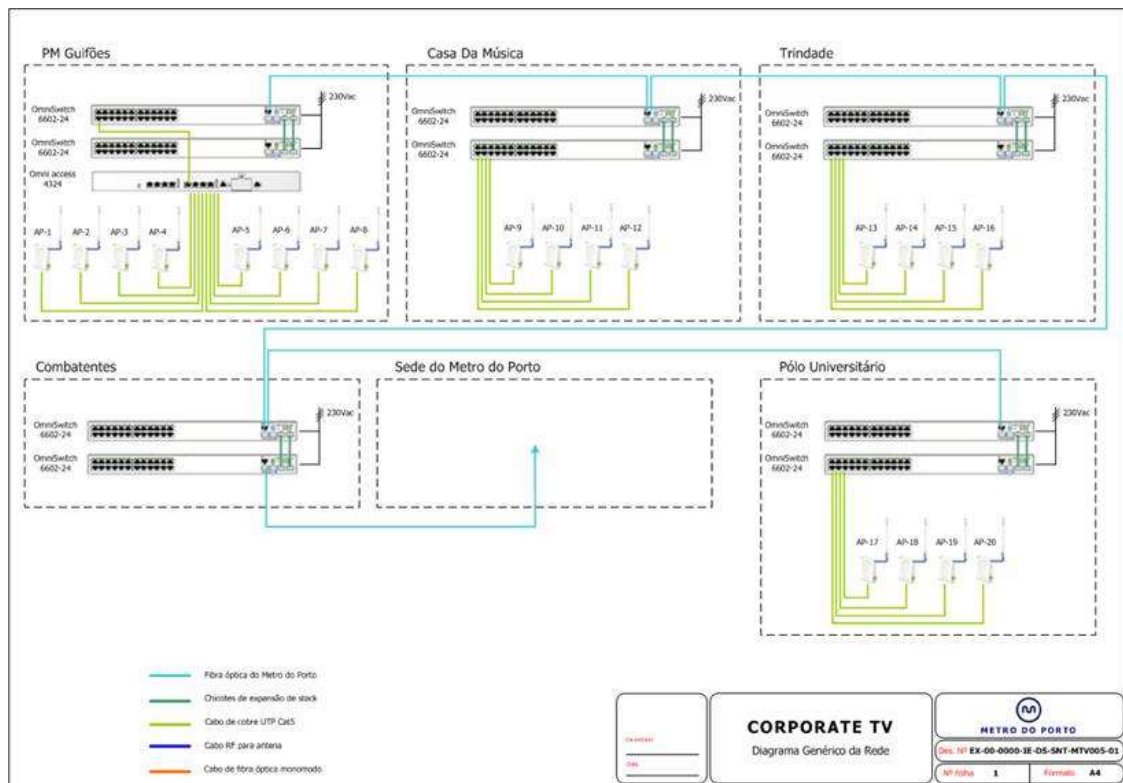 PM Guifões
Casa Da Música
Trindade
OmniSwitch
6602-24
230Vac
OmniSwitch
6602-24
Omni access
4324
AP-1 AP-2 AP-3 AP-4 AP-5 AP-6 AP-7 AP-8
OmniSwitch
6602-24
230Vac
OmniSwitch
6602-24
AP-9 AP-10 AP-11 AP-12
OmniSwitch
6602-24
230Vac
OmniSwitch
6602-24
AP-13 AP-14 AP-15 AP-16
Combatentes
Sede do Metro do Porto
Pólo Universitário
OmniSwitch
6602-24
230Vac
OmniSwitch
6602-24
OmniSwitch
6602-24
230Vac
OmniSwitch
6602-24
AP-17 AP-18 AP-19 AP-20
Fibra óptica do Metro do Porto
Chicotes de expansão de stack
Cabo de cobre UTP Cat5
Cabo RF para antena
Cabo de fibra óptica monomodo
CORPORATE TV
Diagrama Genérico da Rede
METRO DO PORTO
Des. Nº EX-00-0000-IE-DS-SNT-MTV005-01
Nº folha 1 Formato A4